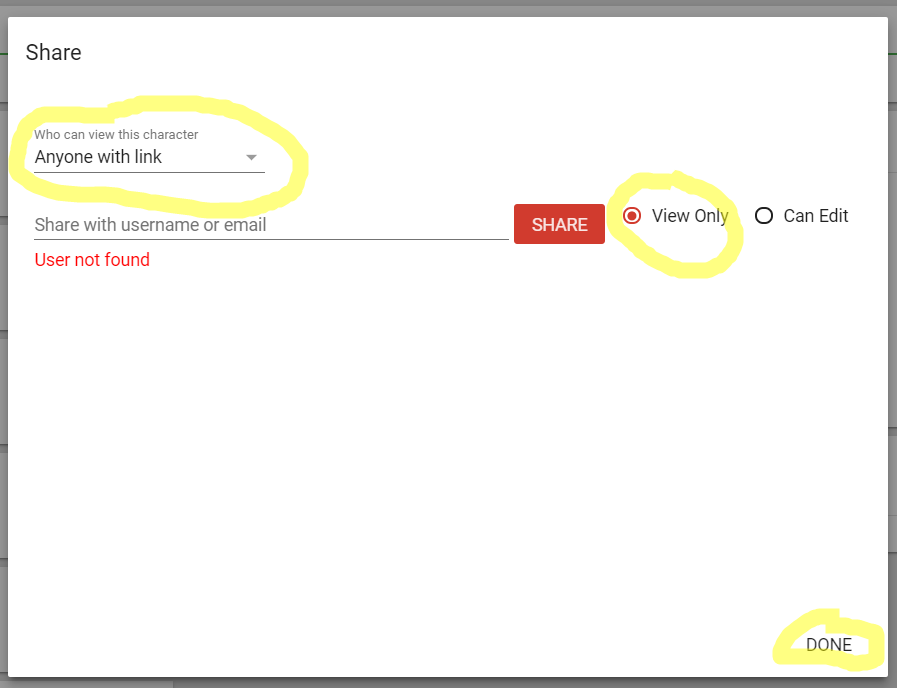 Share
Who can view this character
Anyone with link
Share with username or email
SHARE
View Only
Can Edit
User not found
DONE